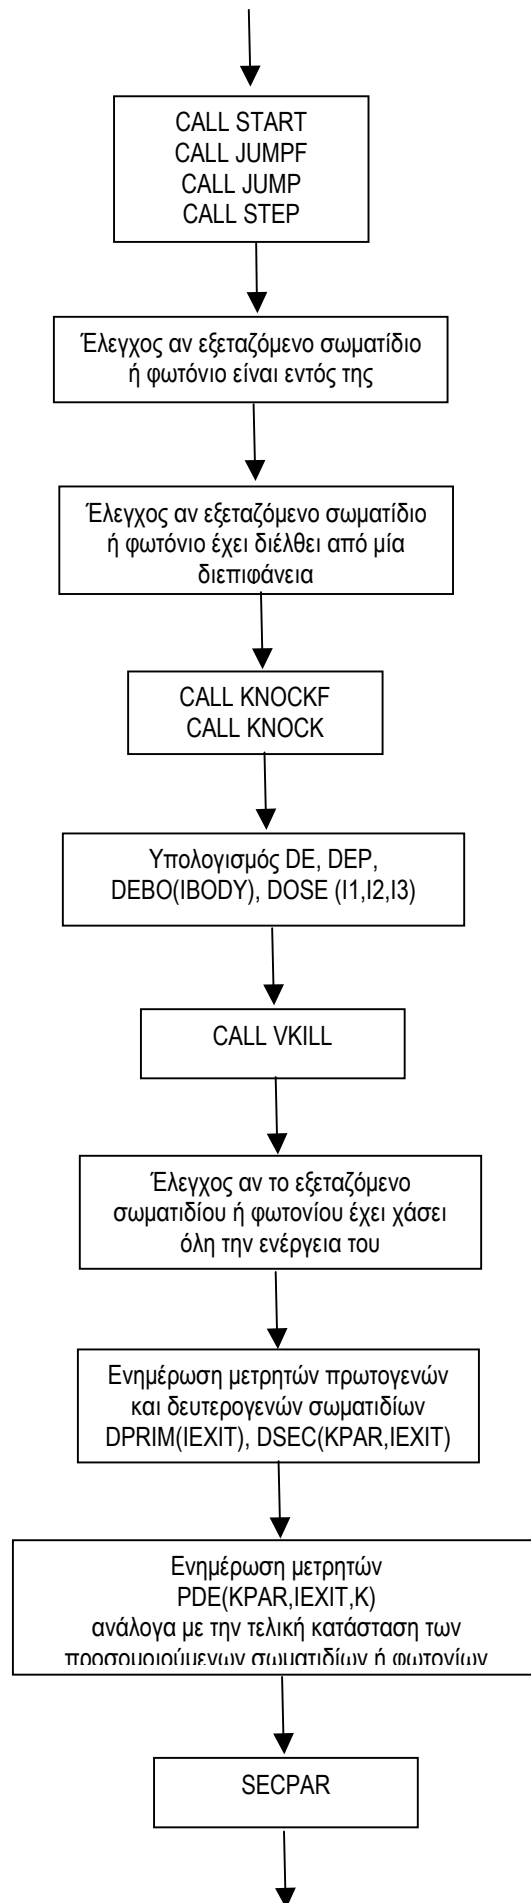 CALL START
CALL JUMPF
CALL JUMP
CALL STEP
Έλεγχος αν εξεταζόμενο σωματίδιο
ή φωτόνιο είναι εντός της
Έλεγχος αν εξεταζόμενο σωματίδιο
ή φωτόνιο έχει διέλθει από μία
διεπιφάνεια
CALL KNOCKF
CALL KNOCK
Υπολογισμός DE, DEP,
DEBO(IBODY), DOSE (I1,I2,I3)
CALL VKILL
Έλεγχος αν το εξεταζόμενο
σωματιδίου ή φωτονίου έχει χάσει
όλη την ενέργεια του
Ενημέρωση μετρητών πρωτογενών
και δευτερογενών σωματιδίων
DPRIM(IEXIT), DSEC(KPAR,IEXIT)
Ενημέρωση μετρητών
PDE(KPAR,IEXIT,K)
ανάλογα με την τελική κατάσταση των
προσομοιούμενων σωματιδίων ή φωτονίων
SECPAR